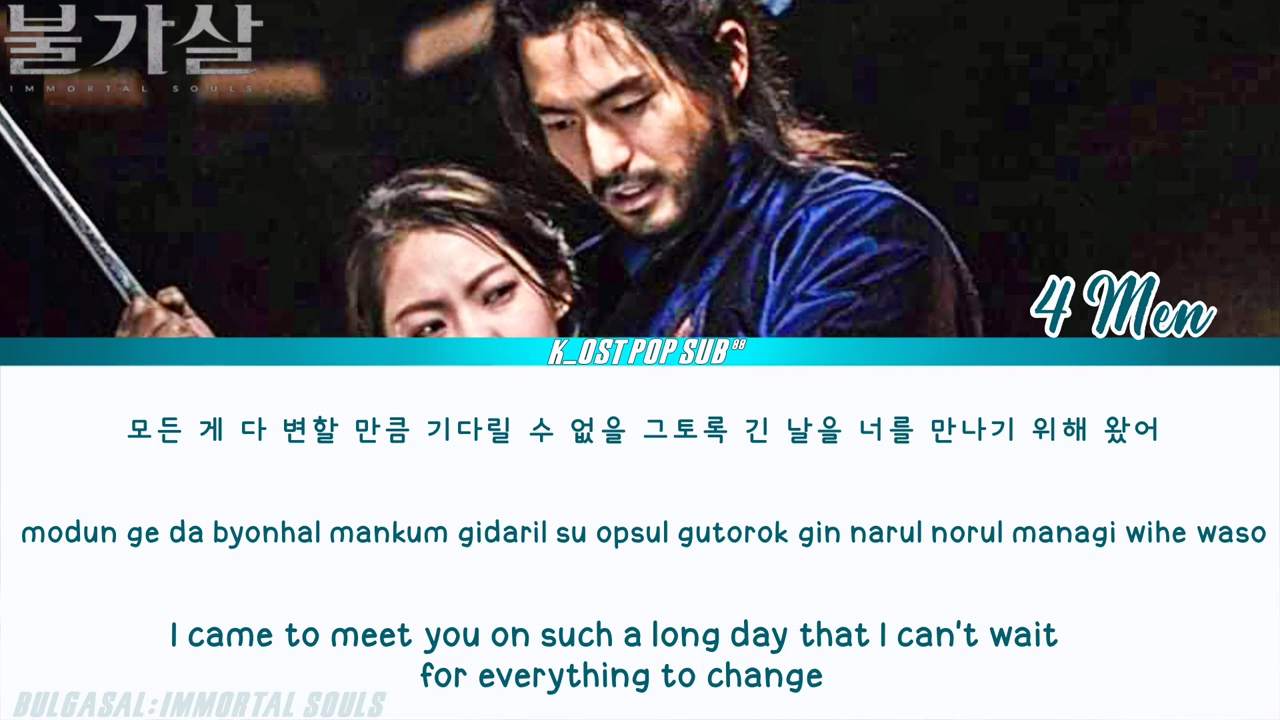 불가살
IMMORTAL SOULS
4 Men
K_OST POP SUB 88
모든 게 다 변할 만큼 기다릴 수 없을 그토록 긴 날을 너를 만나기 위해 왔어
modun ge da byonhal mankum gidaril su opsul gutorok gin narul norul managi wihe waso
I came to meet you on such a long day that I can't wait
for everything to change
BULGASAL:IMMORTAL SOULS